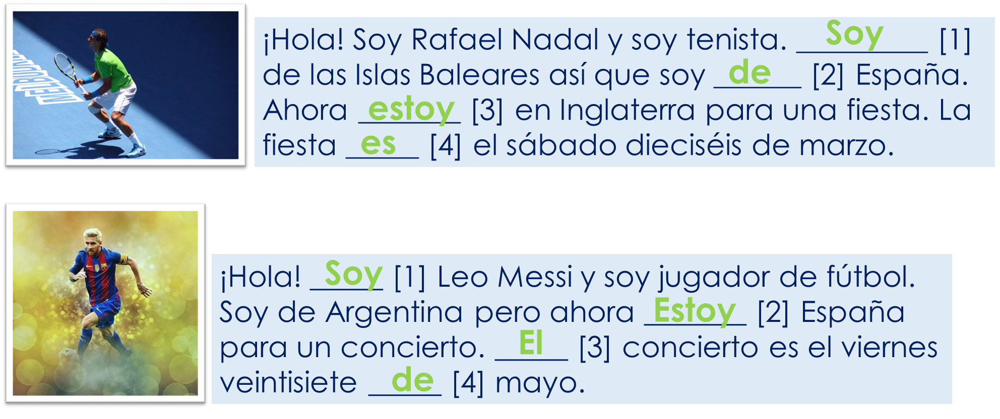 ¡Hola! Soy Rafael Nadal y soy tenista. Soy [1]
de las Islas Baleares así que soy de [2] España.
Ahora estoy [3] en Inglaterra para una fiesta. La
fiesta es [4] el sábado dieciséis de marzo.
MELBOURNE
¡Hola! Soy [1] Leo Messi y soy jugador de fútbol.
Soy de Argentina pero ahora Estoy [2] España
para un concierto. El [3] concierto es el viernes
veintisiete de [4] mayo.